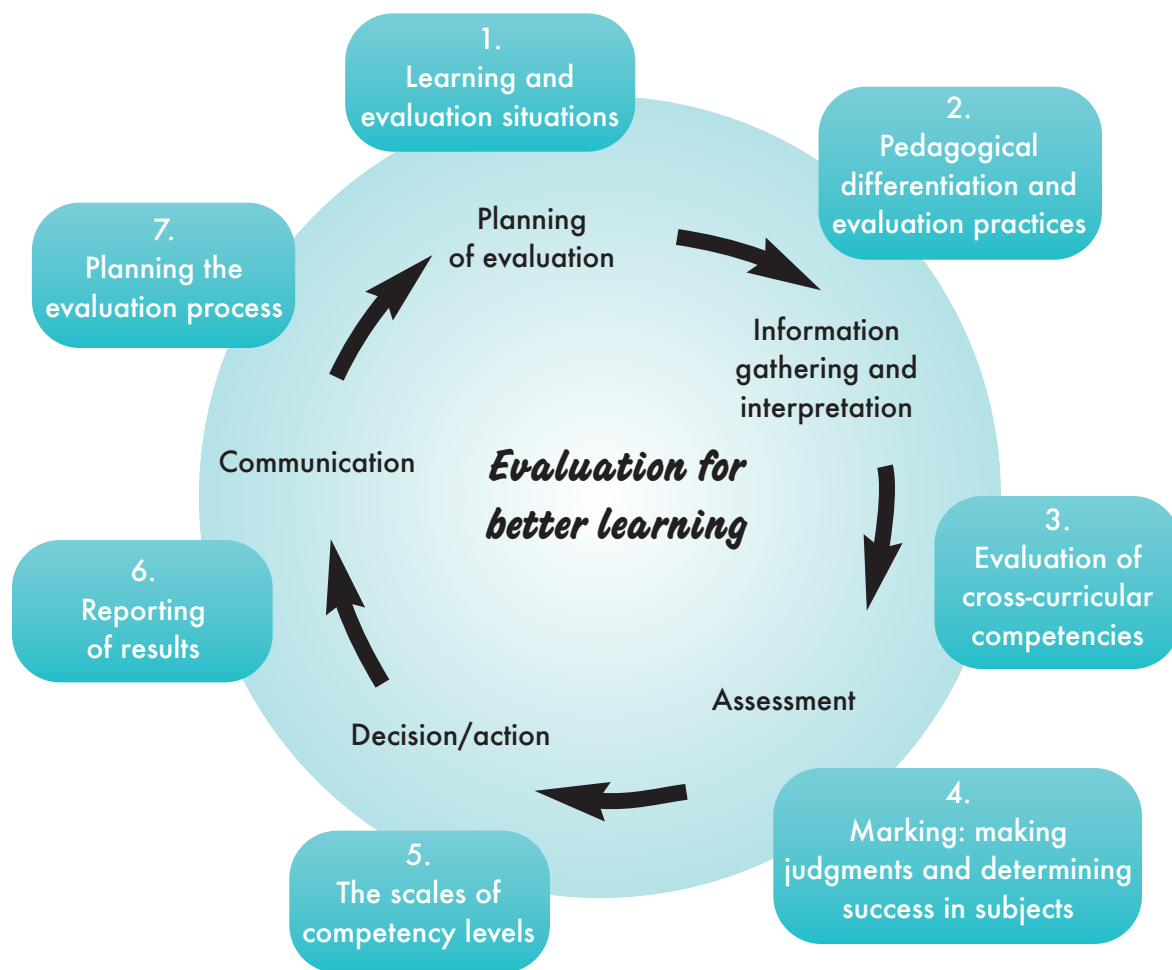 1.
Learning and
evaluation situations
2.
Pedagogical
differentiation and
evaluation practices
7.
Planning the
evaluation process
Planning
of evaluation
Information
gathering and
interpretation
Communication
Evaluation for
better learning
3.
Evaluation of
cross-curricular
competencies
6.
Reporting
of results
Assessment
Decision/action
4.
Marking: making
judgments and determining
success in subjects
5.
The scales of
competency levels